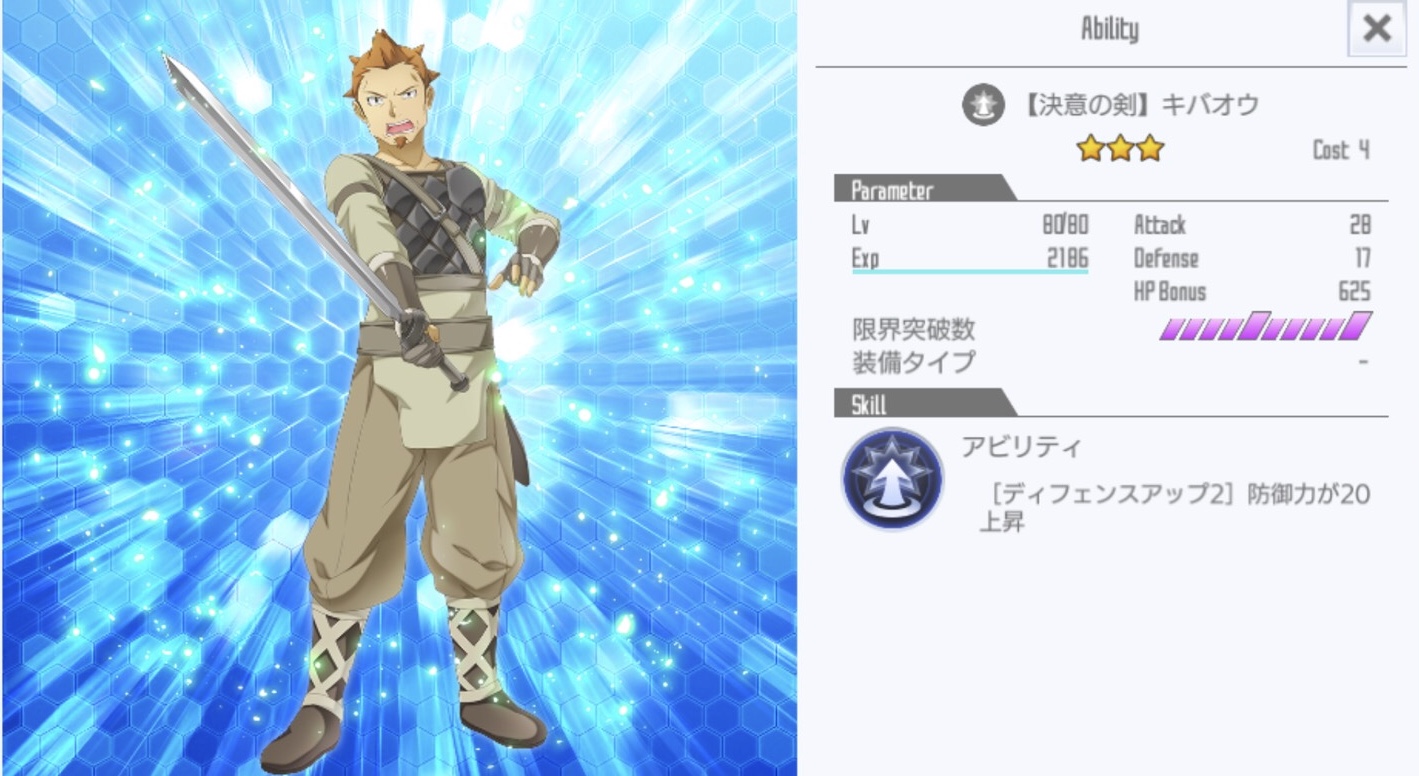 Ability
【決意の剣】キバオウ
Cost 4
Parameter
Lv 80/80 Attack 28
Exp 2186 Defense 17
HP Bonus 625
限界突破数
装備タイプ -
Skill
アビリティ
［ディフェンスアップ2］防御力が20
上昇